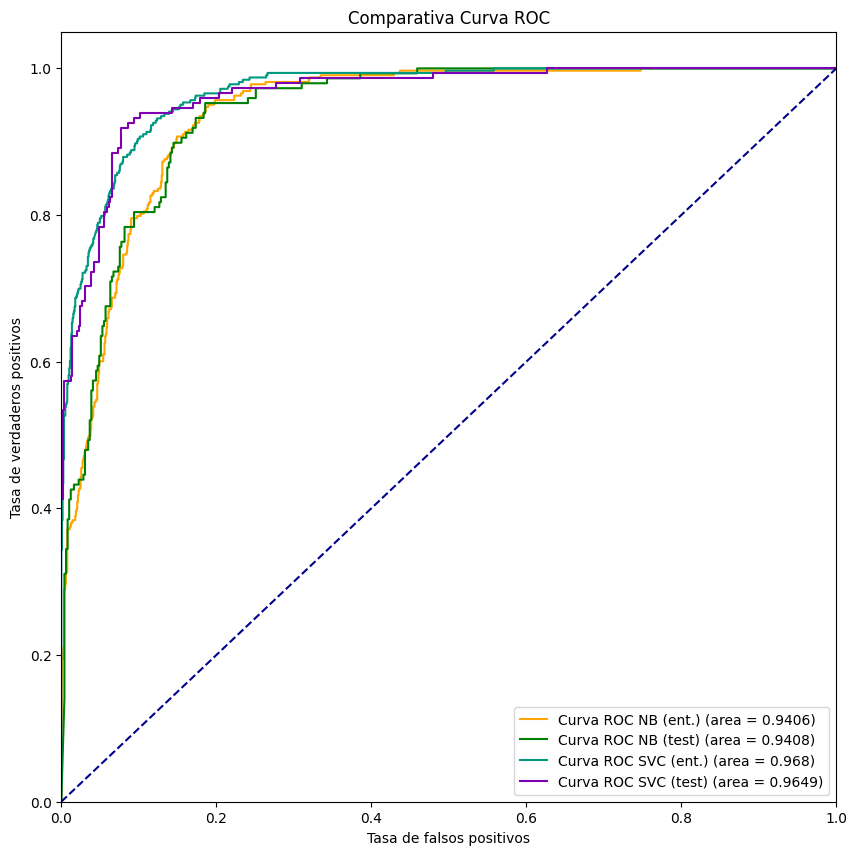 Comparativa Curva ROC
Tasa de verdaderos positivos
1.0
0.8
0.6
0.4
0.2
0.0
0.0 0.2 0.4 0.6 0.8 1.0
Tasa de falsos positivos
Curva ROC NB (ent.) (area = 0.9406)
Curva ROC NB (test) (area = 0.9408)
Curva ROC SVC (ent.) (area = 0.968)
Curva ROC SVC (test) (area = 0.9649)